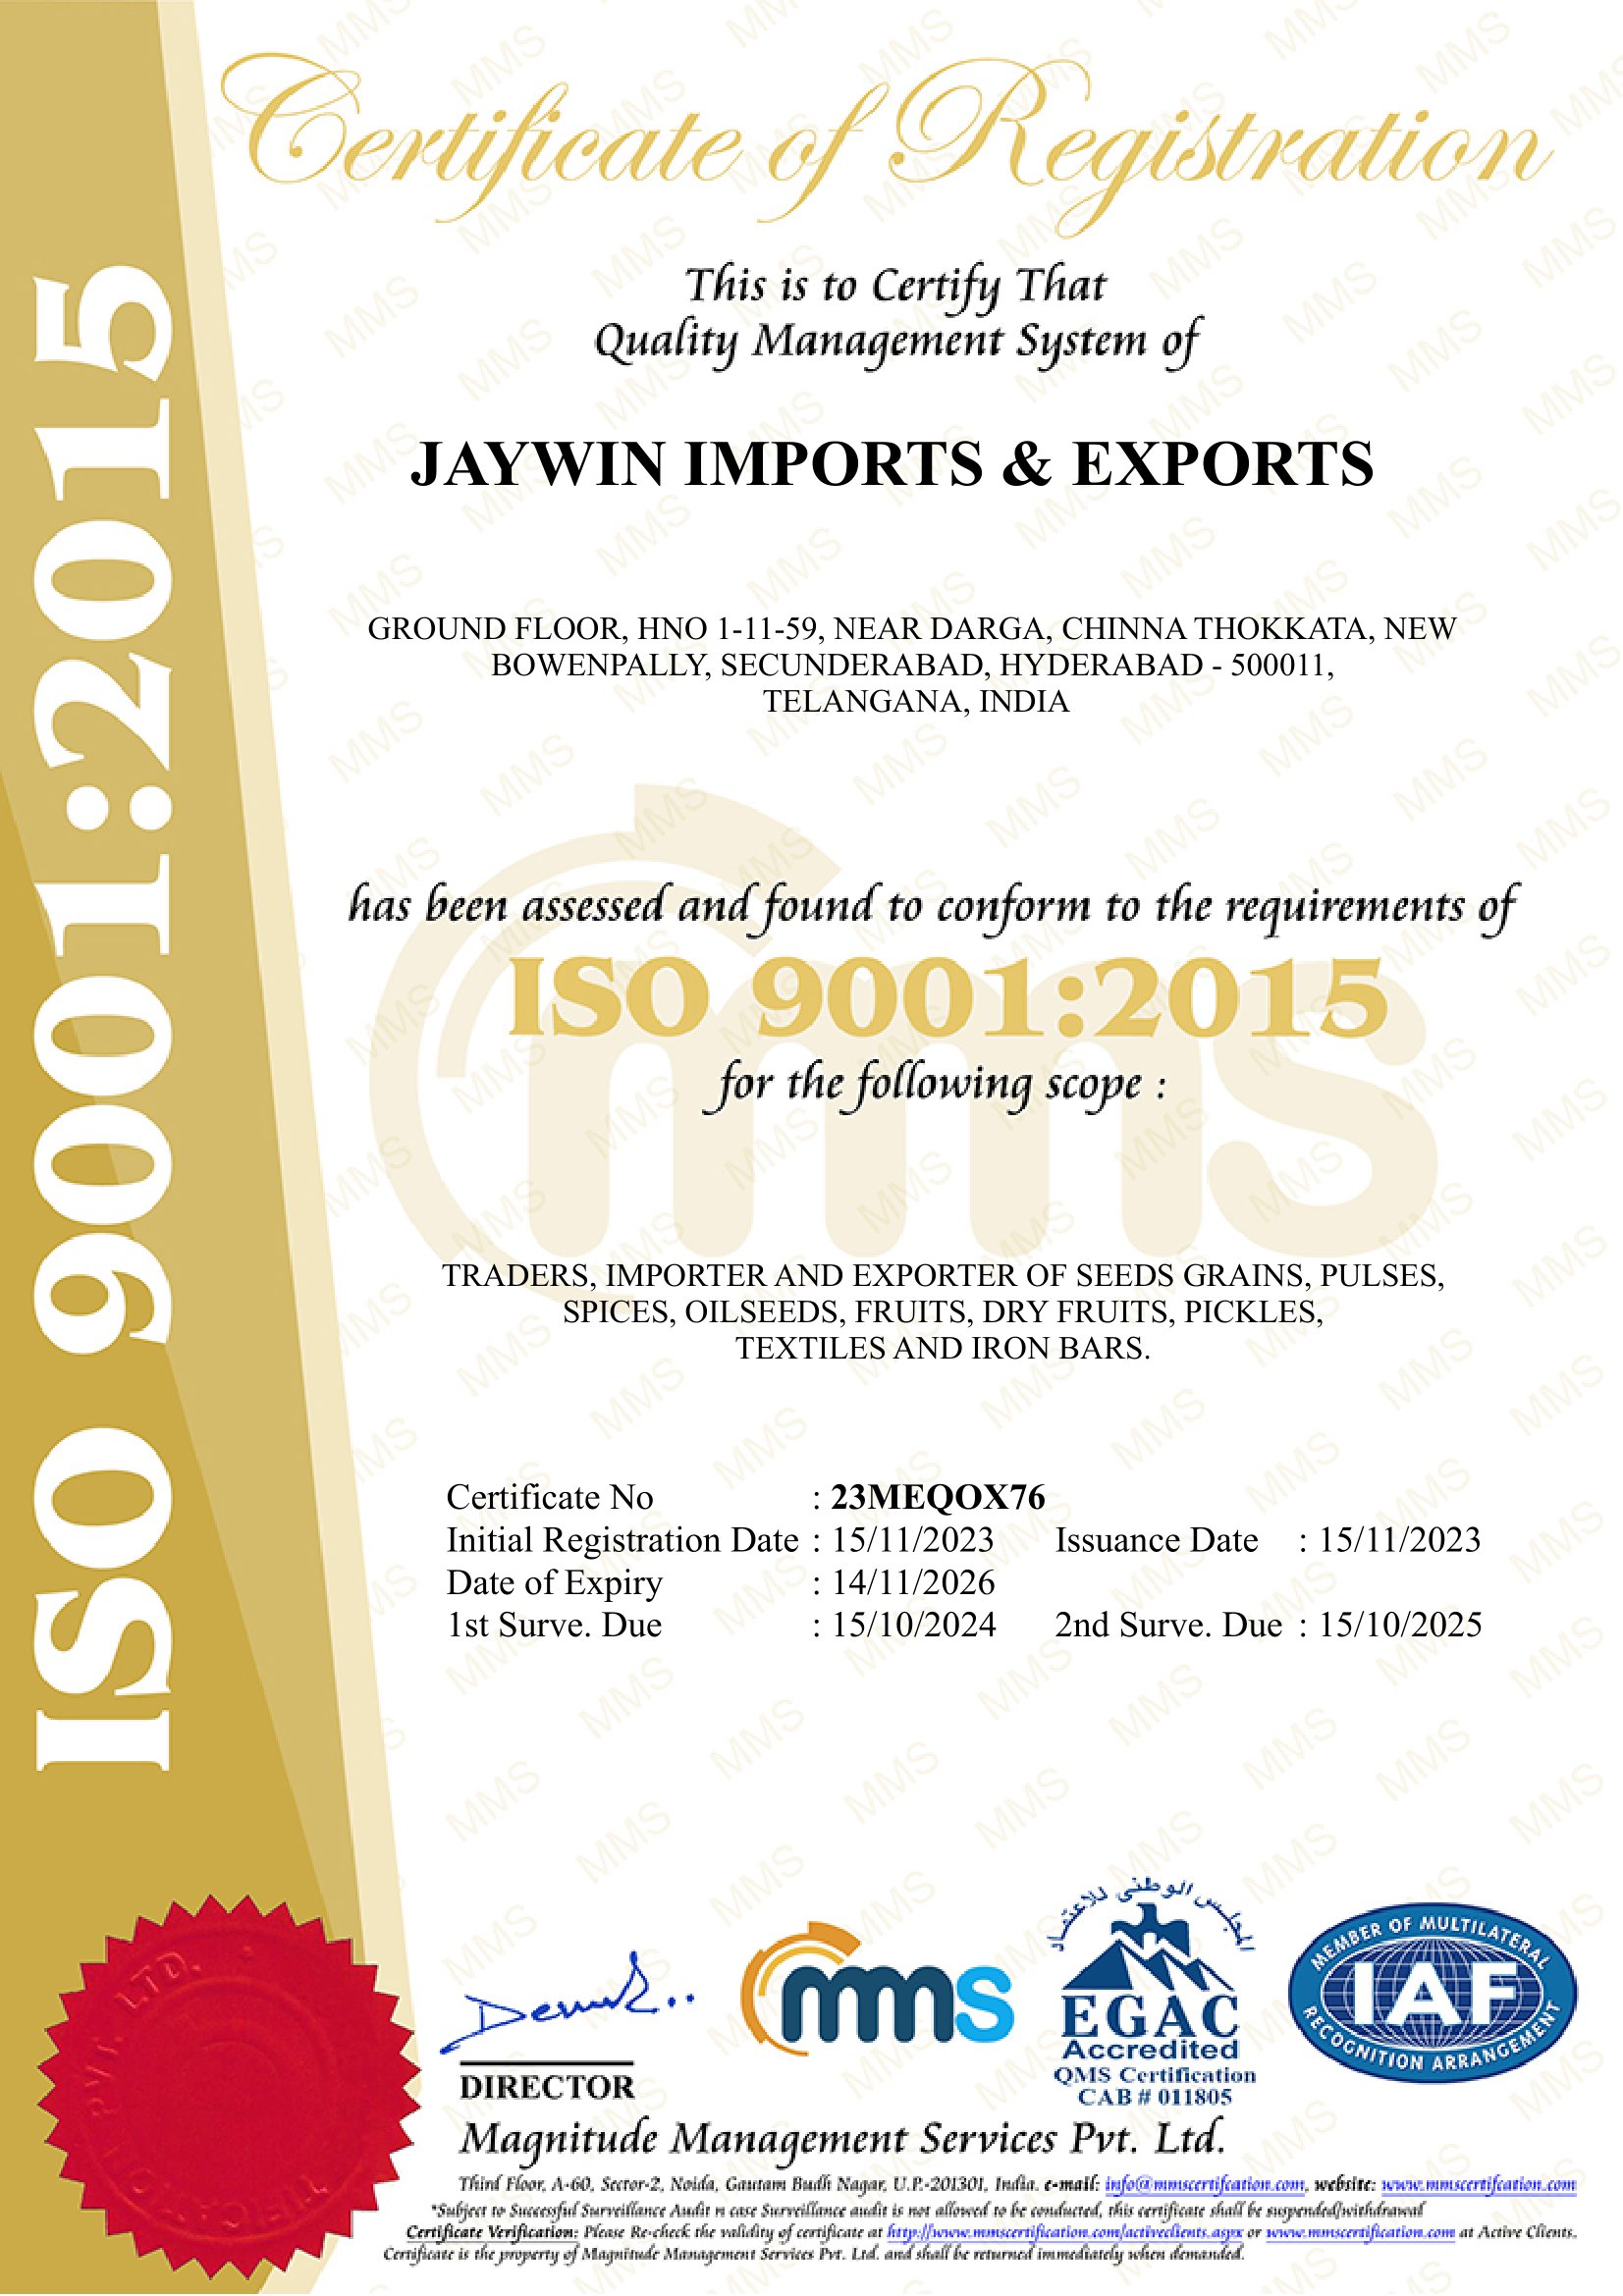 Certificate of Registration
This is to Certify That
Quality Management System of
JAYWIN IMPORTS & EXPORTS
GROUND FLOOR, HNO 1-11-59, NEAR DARGA, CHINNA THOKKATA, NEW
BOWENPALLY, SECUNDERABAD, HYDERABAD - 500011,
TELANGANA, INDIA
has been assessed and found to conform to the requirements of
ISO 9001:2015
for the following scope :
TRADERS, IMPORTER AND EXPORTER OF SEEDS GRAINS, PULSES,
SPICES, OILSEEDS, FRUITS, DRY FRUITS, PICKLES,
TEXTILES AND IRON BARS.
Certificate No : 23MEQOX76
Initial Registration Date : 15/11/2023 Issuance Date : 15/11/2023
Date of Expiry : 14/11/2026
1st Surve. Due : 15/10/2024 2nd Surve. Due : 15/10/2025
ISO 9001:2015
DIRECTOR
mms
المجلس الوطنى للاعتماد
EGAC
Accredited
QMS Certification
CAB # 011805
MEMBER OF MULTILATERAL
IAF
RECOGNITION ARRANGEMENT
Magnitude Management Services Pvt. Ltd.
Third Floor, A-60, Sector-2, Noida, Gautam Budh Nagar, U.P.-201301, India. e-mail: info@mmscertifcation.com, website: www.mmscertifcation.com
*Subject to Successful Surveillance Audit n case Surveillance audit is not allowed to be conducted, this certificate shall be suspended/withdrawal
Certificate Verification: Please Re-check the validity of certificate at http://www.mmscertification.com/activeclients.aspx or www.mmscertification.com at Active Clients.
Certificate is the property of Magnitude Management Services Pvt. Ltd. and shall be returned immediately when demanded.
PVT. LTD.